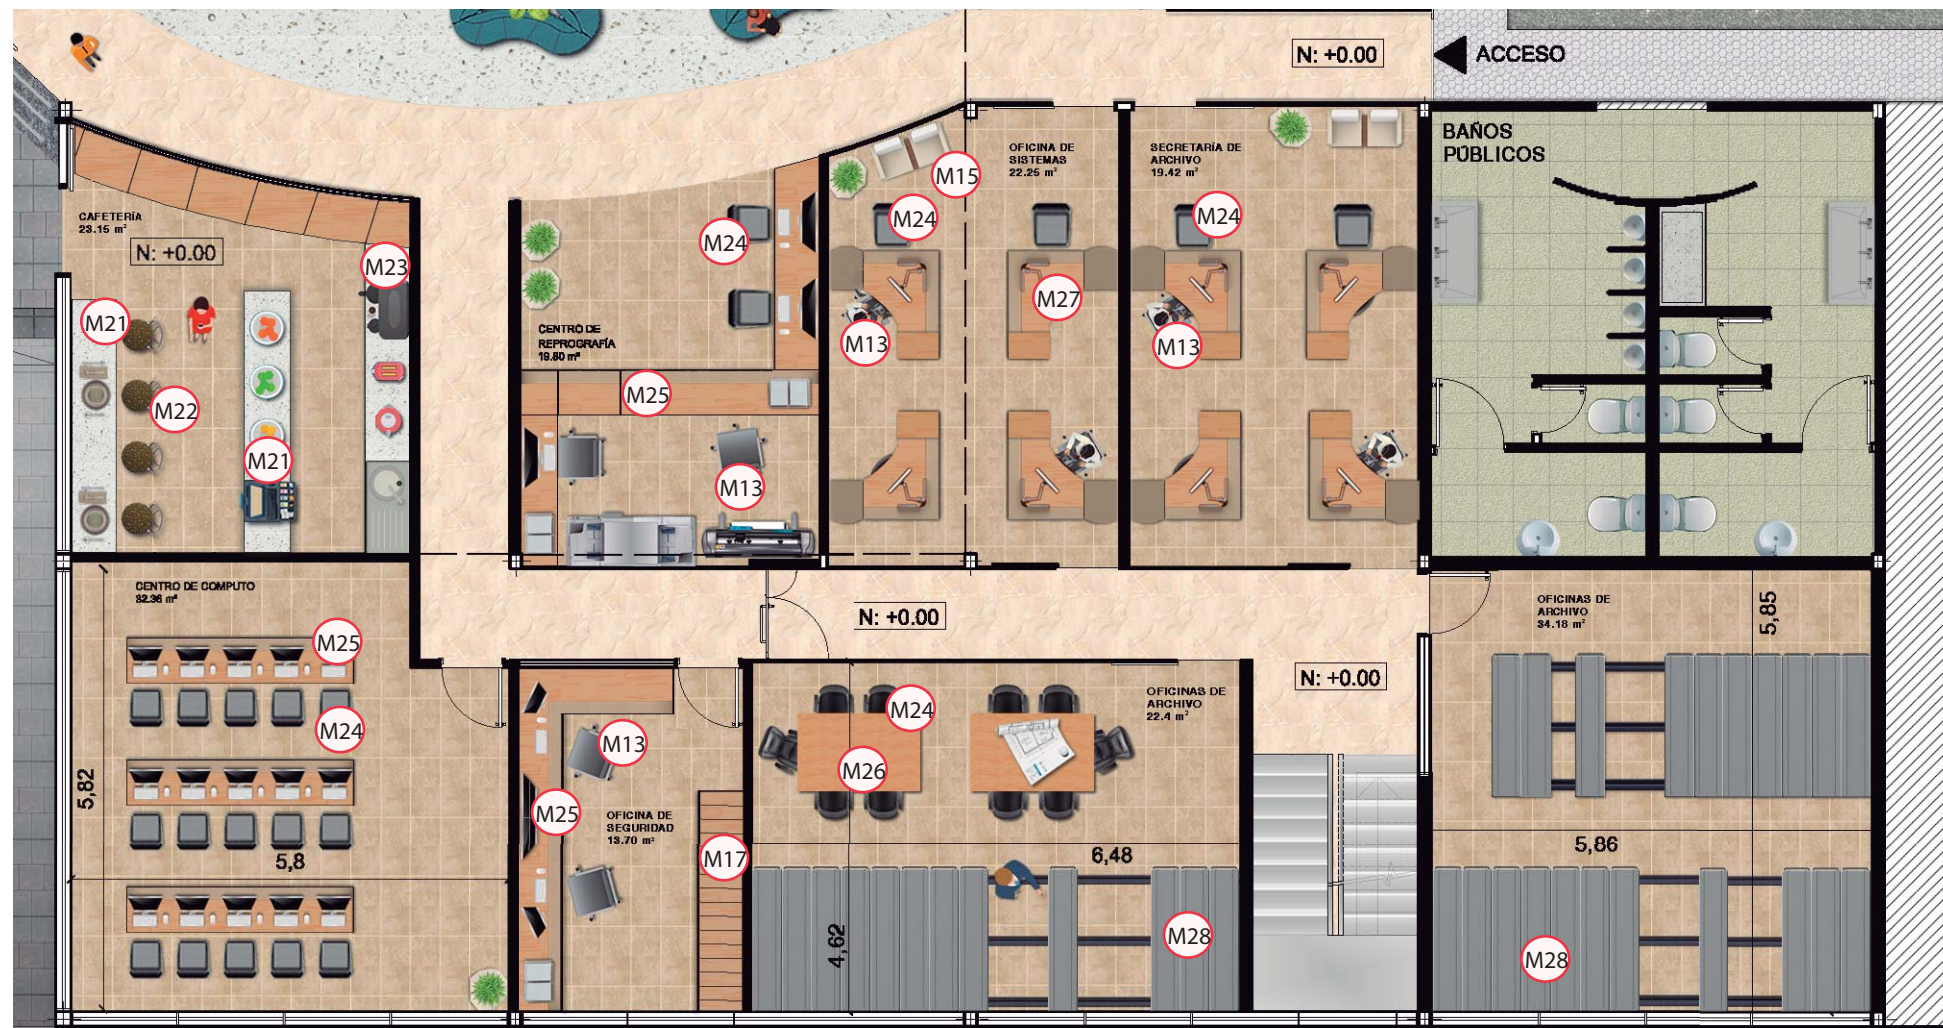 N: +0.00
ACCESO
BAÑOS
PÚBLICOS
OFICINA DE
SISTEMAS
22.25 m²
SECRETARÍA DE
ARCHIVO
19.42 m²
M15
M24
M24
M24
CAFETERÍA
23.15 m²
N: +0.00
M23
M21
M27
M13
M13
CENTRO DE
REPROGRAFÍA
19.80 m²
M25
M22
M21
M13
CENTRO DE COMPUTO
32.36 m²
N: +0.00
OFICINAS DE
ARCHIVO
34.18 m²
5,85
M25
M24
N: +0.00
OFICINAS DE
ARCHIVO
22.4 m²
M24
M13
M26
5,82
M25
OFICINA DE
SEGURIDAD
13.70 m²
5,8
M17
6,48
5,86
4,62
M28
M28